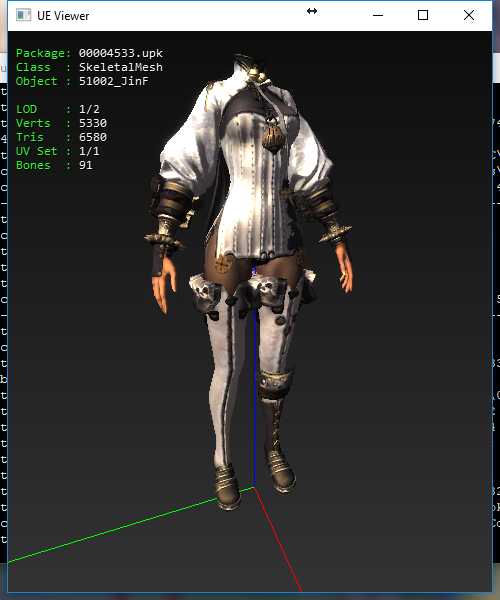 UE Viewer
Package: 00004533.upk
Class : SkeletalMesh
Object : 51002_JinF
LOD : 1/2
Verts : 5330
Tris : 6580
UV Set : 1/1
Bones : 91